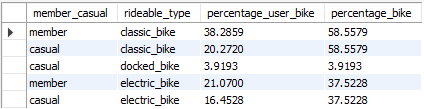 member_casual rideable_type percentage_user_bike percentage_bike
member classic_bike 38.2859 58.5579
casual classic_bike 20.2720 58.5579
casual docked_bike 3.9193 3.9193
member electric_bike 21.0700 37.5228
casual electric_bike 16.4528 37.5228